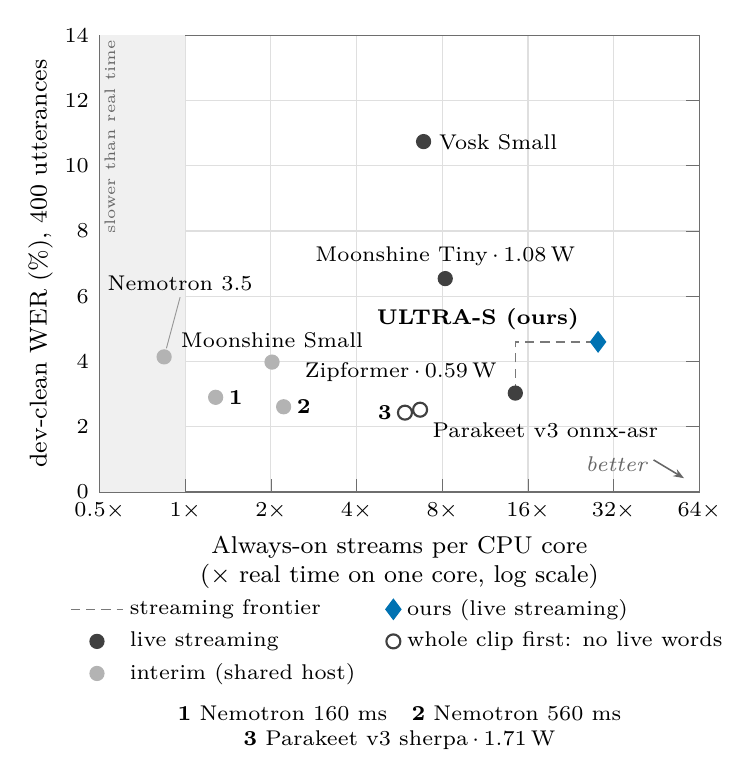 14
12
10
8
6
4
2
0
dev-clean WER (%), 400 utterances
slower than real time
Vosk Small
Moonshine Tiny · 1.08 W
Nemotron 3.5
ULTRA-S (ours)
Moonshine Small
Zipformer · 0.59 W
1
2
3
Parakeet v3 onnx-asr
better
0.5× 1× 2× 4× 8× 16× 32× 64×
Always-on streams per CPU core
(× real time on one core, log scale)
streaming frontier ours (live streaming)
live streaming whole clip first: no live words
interim (shared host)
1 Nemotron 160 ms 2 Nemotron 560 ms
3 Parakeet v3 sherpa · 1.71 W